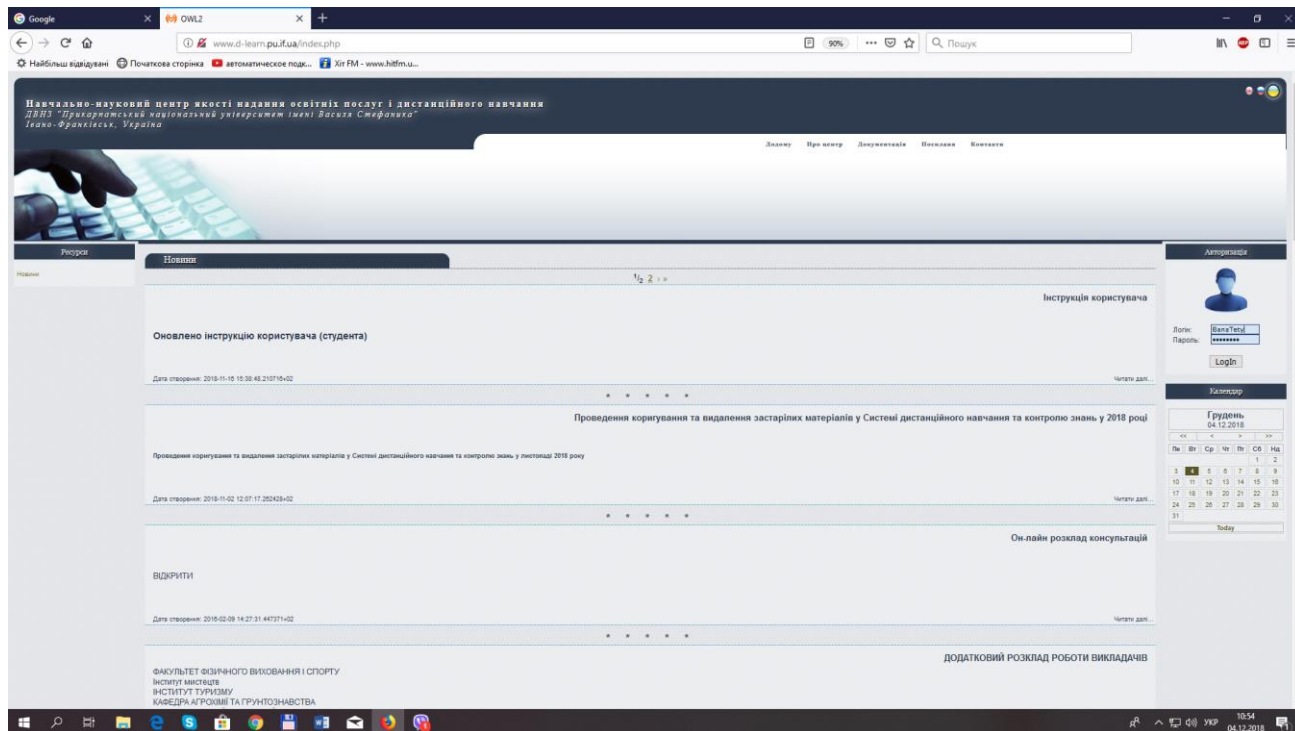 Google
OWL2
www.d-learn.pu.if.ua/index.php
90%
Пошук
Найбільш відвідувані
Початкова сторінка
автоматическое подк...
Хіт FM - www.hitfm.u...
Навчально-науковий центр якості надання освітніх послуг і дистанційного навчання
ДВНЗ "Прикарпатський національний університет імені Василя Стефаника"
Івано-Франківськ, Україна
Додому Про центр Документація Посилання Контакти
Ресурси
Новини
Новини
1/2 2 › »
Інструкція користувача
Оновлено інструкцію користувача (студента)
Дата створення: 2018-11-16 15:38:48.210716+02
Читати далі...
* * * * *
Проведення коригування та видалення застарілих матеріалів у Системі дистанційного навчання та контролю знань у 2018 році
Проведення коригування та видалення застарілих матеріалів у Системі дистанційного навчання та контролю знань у листопаді 2018 року
Дата створення: 2018-11-02 12:07:17.262428+02
Читати далі...
* * * * *
Он-лайн розклад консультацій
ВІДКРИТИ
Дата створення: 2016-02-09 14:27:31.447371+02
Читати далі...
* * * * *
ДОДАТКОВИЙ РОЗКЛАД РОБОТИ ВИКЛАДАЧІВ
ФАКУЛЬТЕТ ФІЗИЧНОГО ВИХОВАННЯ І СПОРТУ
Інститут мистецтв
ІНСТИТУТ ТУРИЗМУ
КАФЕДРА АГРОХІМІЇ ТА ГРУНТОЗНАВСТВА
Авторизація
Логін: ВапаТетy
Пароль: ••••••••
LogIn
Календар
Грудень
04.12.2018
<< < > >>
Пн Вт Ср Чт Пт Сб Нд
1 2
3 4 5 6 7 8 9
10 11 12 13 14 15 16
17 18 19 20 21 22 23
24 25 26 27 28 29 30
31
Today
УКР
10:54
04.12.2018